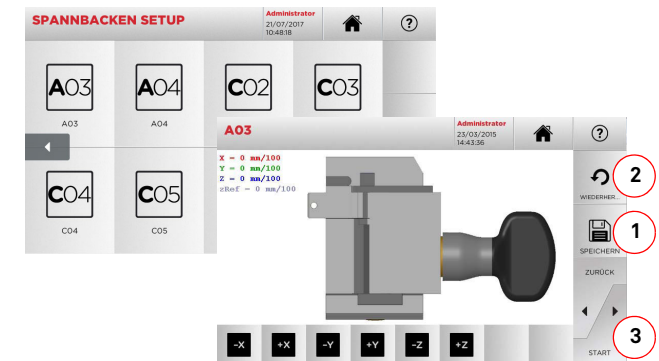 SPANNBACKEN SETUP
Administrator
21/07/2017
10:48:18
?
A03
A04
C02
C03
A03
A04
C04
C05
C04
C05
A03
Administrator
23/03/2015
14:43:36
?
X = 0 mm/100
Y = 0 mm/100
Z = 0 mm/100
zRef = 0 mm/100
2
WIEDERHER...
1
SPEICHERN
ZURÜCK
3
START
-X
+X
-Y
+Y
-Z
+Z